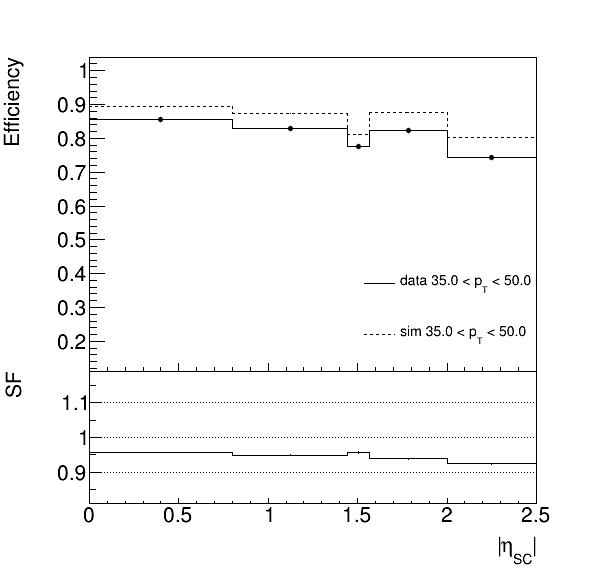 Efficiency
1
0.9
0.8
0.7
0.6
0.5
0.4
0.3
0.2
data 35.0 < p_T < 50.0
sim 35.0 < p_T < 50.0
SF
1.1
1
0.9
0 0.5 1 1.5 2 2.5
|η_SC|